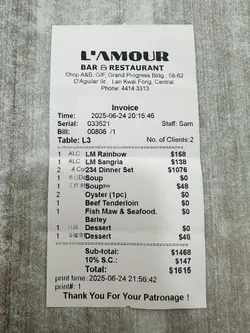 L'AMOUR
BAR & RESTAURANT
Shop A&B, G/F, Grand Progress Bldg., 58-62
D'Aguilar St., Lan Kwai Fong, Central.
Phone: 4414 3313
Invoice
Time: 2025-06-24 20:15:46
Serial: 033521 Staff: Sam
Bill: 00806 /1
Table: L3 No. of Clients:2
1 ALC. LM Rainbow $158
1 ALC. LM Sangria $138
2 234 Dinner Set $1076
1 Soup $0
1 Soup $48
2 Oyster (1pc) $0
1 Beef Tenderloin $0
1 Fish Maw & Seafood. $0
Barley
1 Dessert $0
1 Dessert $48
Sub-total: $1468
10% S.C.: $147
Total: $1615
print time: 2025-06-24 21:56:42
print#: 1
Thank You For Your Patronage !